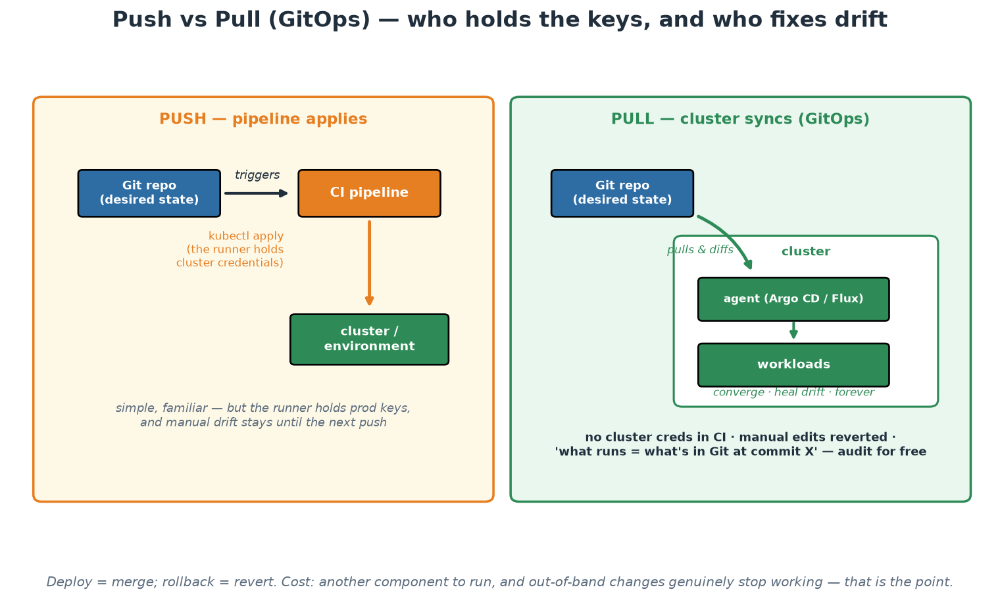 Push vs Pull (GitOps) — who holds the keys, and who fixes drift
PUSH — pipeline applies
Git repo
(desired state)
triggers
CI pipeline
kubectl apply
(the runner holds
cluster credentials)
cluster /
environment
simple, familiar — but the runner holds prod keys,
and manual drift stays until the next push
PULL — cluster syncs (GitOps)
Git repo
(desired state)
pulls & diffs
cluster
agent (Argo CD / Flux)
workloads
converge · heal drift · forever
no cluster creds in CI · manual edits reverted ·
'what runs = what's in Git at commit X' — audit for free
Deploy = merge; rollback = revert. Cost: another component to run, and out-of-band changes genuinely stop working — that is the point.